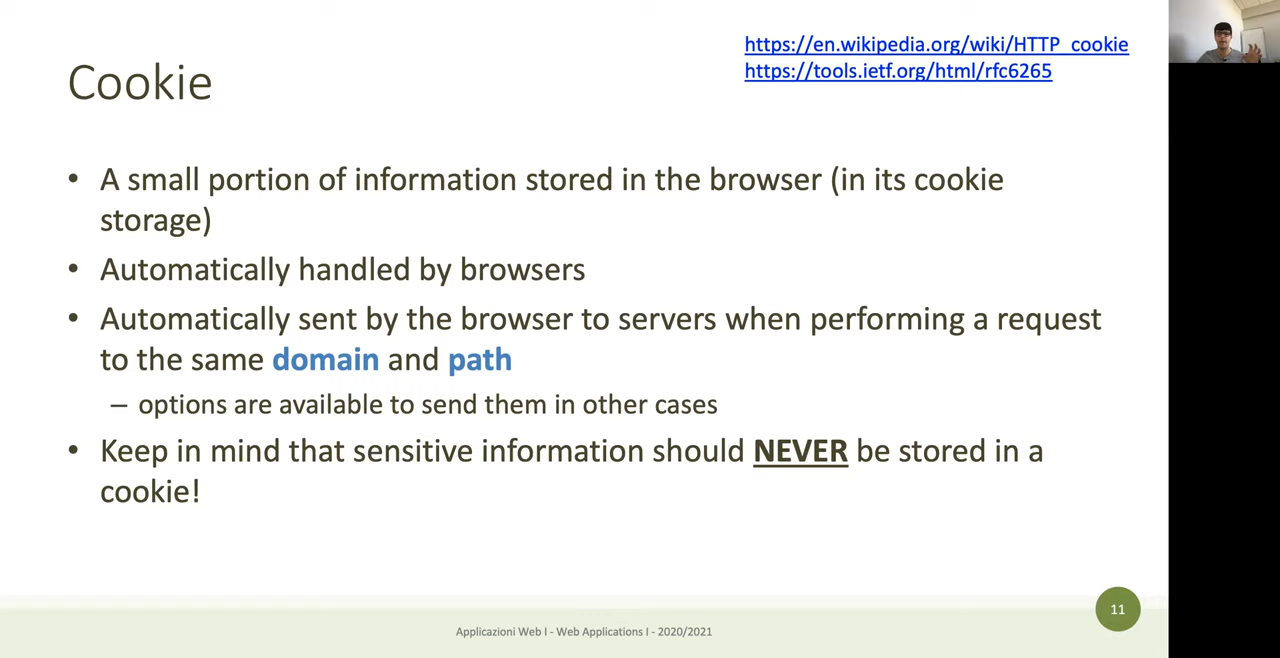 https://en.wikipedia.org/wiki/HTTP_cookie
https://tools.ietf.org/html/rfc6265
Cookie
• A small portion of information stored in the browser (in its cookie
storage)
• Automatically handled by browsers
• Automatically sent by the browser to servers when performing a request
to the same domain and path
– options are available to send them in other cases
• Keep in mind that sensitive information should NEVER be stored in a
cookie!
11
Applicazioni Web I - Web Applications I - 2020/2021